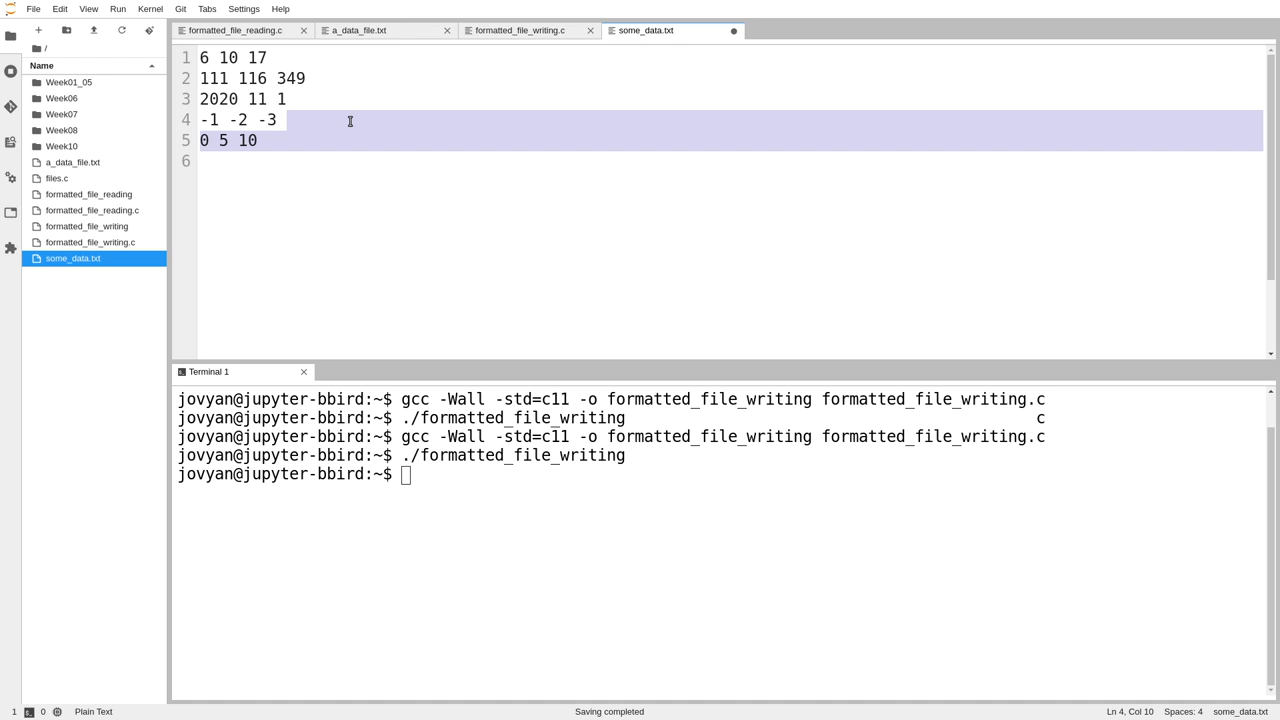 File Edit View Run Kernel Git Tabs Settings Help
/
Name
Week01_05
Week06
Week07
Week08
Week10
a_data_file.txt
files.c
formatted_file_reading
formatted_file_reading.c
formatted_file_writing
formatted_file_writing.c
some_data.txt
formatted_file_reading.c a_data_file.txt formatted_file_writing.c some_data.txt
1 6 10 17
2 111 116 349
3 2020 11 1
4 -1 -2 -3
5 0 5 10
6
Terminal 1
jovyan@jupyter-bbird:~$ gcc -Wall -std=c11 -o formatted_file_writing formatted_file_writing.c
jovyan@jupyter-bbird:~$ ./formatted_file_writing c
jovyan@jupyter-bbird:~$ gcc -Wall -std=c11 -o formatted_file_writing formatted_file_writing.c
jovyan@jupyter-bbird:~$ ./formatted_file_writing
jovyan@jupyter-bbird:~$
1 0 Plain Text Saving completed Ln 4, Col 10 Spaces: 4 some_data.txt